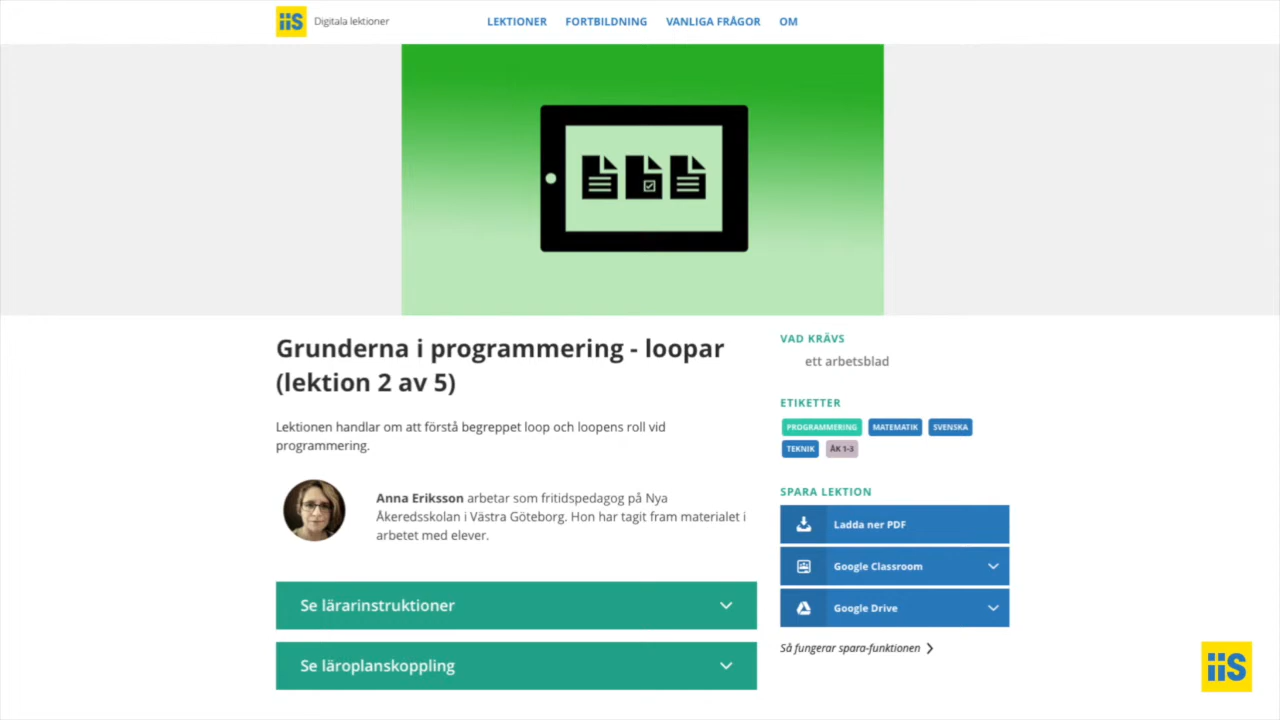 iis Digitala lektioner LEKTIONER FORTBILDNING VANLIGA FRÅGOR OM
Grunderna i programmering - loopar
(lektion 2 av 5)
Lektionen handlar om att förstå begreppet loop och loopens roll vid
programmering.
Anna Eriksson arbetar som fritidspedagog på Nya
Åkeredsskolan i Västra Göteborg. Hon har tagit fram materialet i
arbetet med elever.
Se lärarinstruktioner
Se läroplanskoppling
VAD KRÄVS
ett arbetsblad
ETIKETTER
PROGRAMMERING MATEMATIK SVENSKA
TEKNIK ÅK 1-3
SPARA LEKTION
Ladda ner PDF
Google Classroom
Google Drive
Så fungerar spara-funktionen
iis